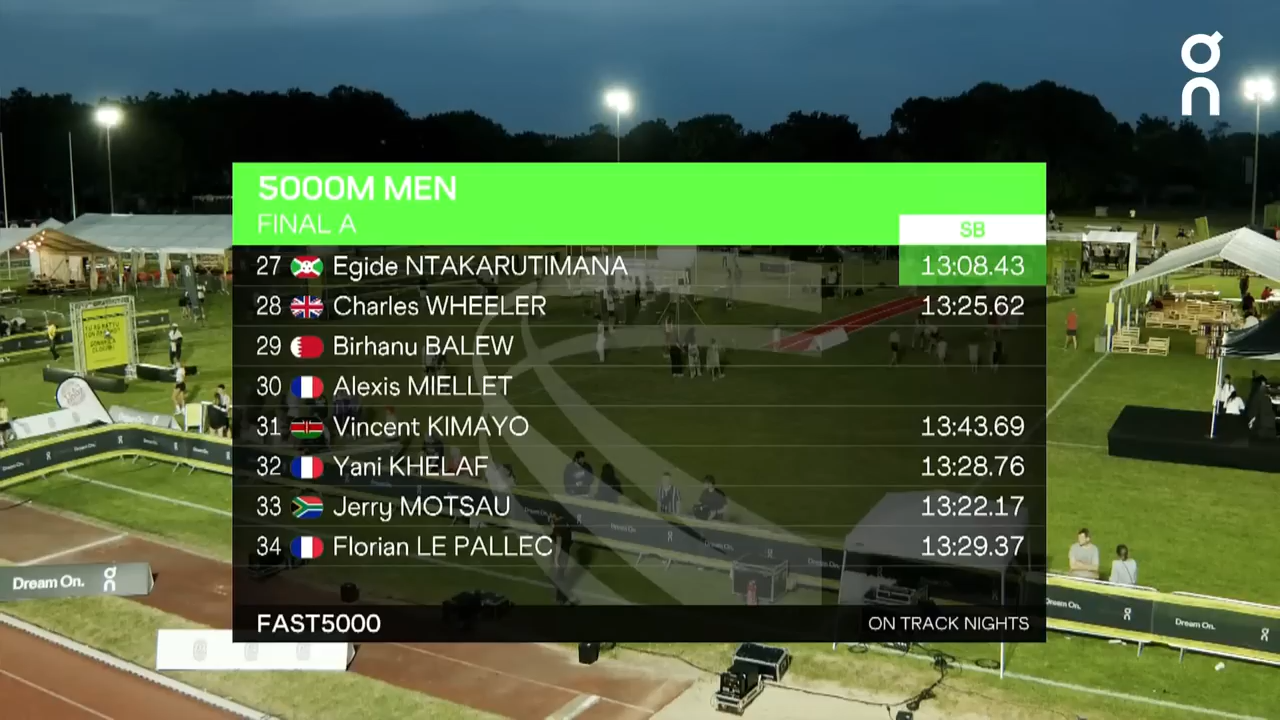 5000M MEN
FINAL A
SB
27 Egide NTAKARUTIMANA 13:08.43
28 Charles WHEELER 13:25.62
29 Birhanu BALEW
30 Alexis MIELLET
31 Vincent KIMAYO 13:43.69
32 Yani KHELAF 13:28.76
33 Jerry MOTSAU 13:22.17
34 Florian LE PALLEC 13:29.37
FAST5000 ON TRACK NIGHTS
Dream On.
Dream On.
Dream On.